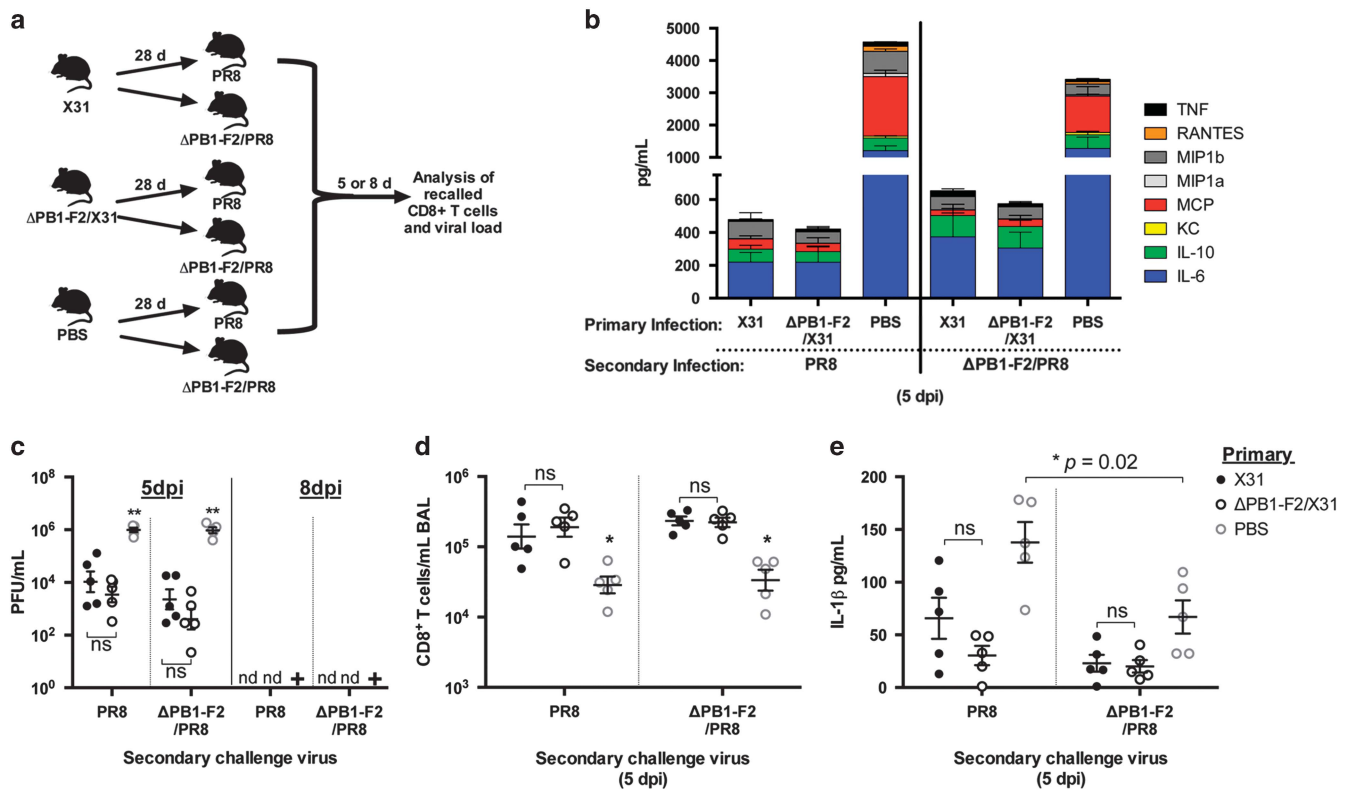 a
28 d
PR8
X31
ΔPB1-F2/PR8
28 d
PR8
ΔPB1-F2/X31
ΔPB1-F2/PR8
28 d
PR8
PBS
ΔPB1-F2/PR8
5 or 8 d
Analysis of
recalled
CD8+ T cells
and viral load
b
pg/mL
5000
4000
3000
2000
1000
600
400
200
0
TNF
RANTES
MIP1b
MIP1a
MCP
KC
IL-10
IL-6
Primary Infection: X31 ΔPB1-F2 PBS X31 ΔPB1-F2 PBS
/X31 /X31
Secondary Infection: PR8 ΔPB1-F2/PR8
(5 dpi)
c
PFU/mL
10⁸
10⁶
10⁴
10²
10⁰
5dpi 8dpi
** **
ns
ns
nd nd + nd nd +
PR8 ΔPB1-F2 PR8 ΔPB1-F2
/PR8 /PR8
Secondary challenge virus
d
CD8⁺ T cells/mL BAL
10⁶
10⁵
10⁴
10³
ns ns
* *
PR8 ΔPB1-F2
/PR8
Secondary challenge virus
(5 dpi)
e
IL-1β pg/mL
200
150
100
50
0
* p = 0.02
ns
ns
PR8 ΔPB1-F2
/PR8
Secondary challenge virus
(5 dpi)
Primary
X31
ΔPB1-F2/X31
PBS